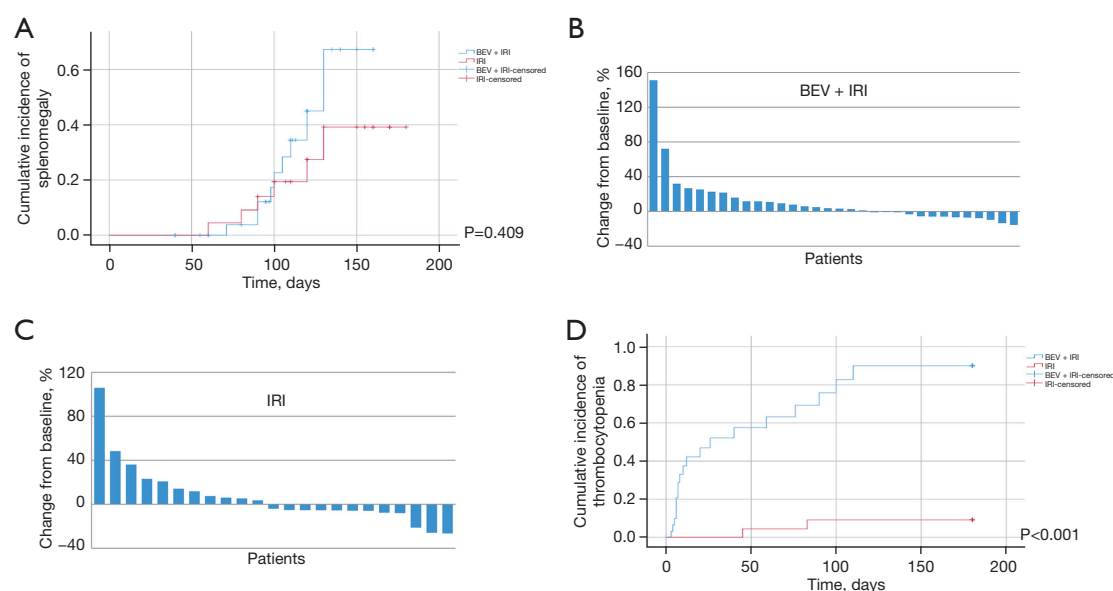 A
Cumulative incidence of
splenomegaly
0.6
0.4
0.2
0.0
0
50
100
150
200
Time, days
BEV + IRI
IRI
BEV + IRI-censored
IRI-censored
P=0.409
B
Change from baseline, %
160
120
80
40
0
−40
BEV + IRI
Patients
C
Change from baseline, %
120
80
40
0
−40
IRI
Patients
D
Cumulative incidence of
thrombocytopenia
1.0
0.8
0.6
0.4
0.2
0.0
0
50
100
150
200
Time, days
BEV + IRI
IRI
BEV + IRI-censored
IRI-censored
P<0.001